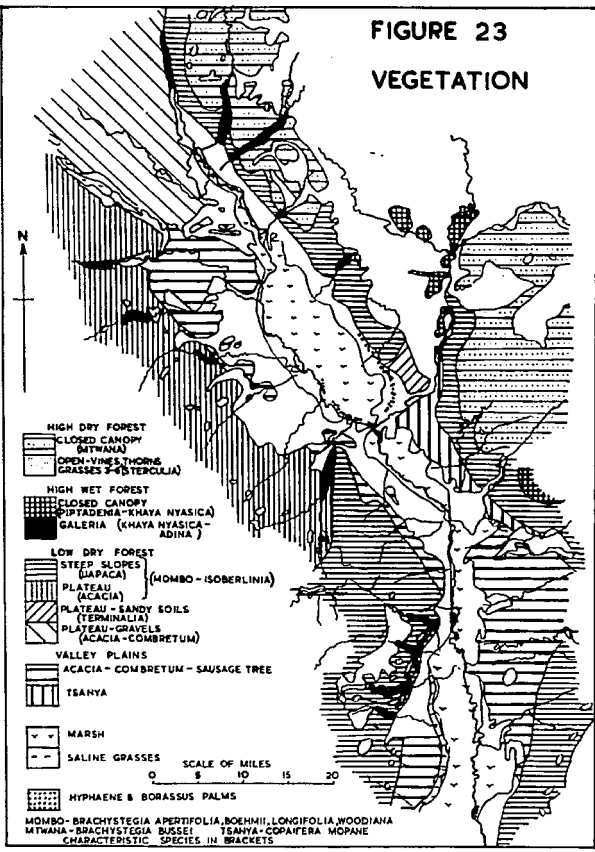 FIGURE 23
VEGETATION
N
HIGH DRY FOREST
CLOSED CANOPY
(MTWANA)
OPEN-VINES, THORNS
GRASSES 3-6' (STERCULIA)
HIGH WET FOREST
CLOSED CANOPY
PIPTADENIA-KHAYA NYASICA)
GALERIA (KHAYA NYASICA-
ADINA)
LOW DRY FOREST
STEEP SLOPES
(UAPACA)
PLATEAU
(ACACIA)
(MOMBO-ISOBERLINIA)
PLATEAU-SANDY SOILS
(TERMINALIA)
PLATEAU-GRAVELS
(ACACIA-COMBRETUM)
VALLEY PLAINS
ACACIA-COMBRETUM-SAUSAGE TREE
TSANYA
MARSH
SALINE GRASSES
SCALE OF MILES
0 5 10 15 20
HYPHAENE & BORASSUS PALMS
MOMBO-BRACHYSTEGIA APERTIFOLIA, BOEHMII, LONGIFOLIA, WOODIANA
MTWANA-BRACHYSTEGIA BUSSEI TSANYA-COPAIFERA MOPANE
CHARACTERISTIC SPECIES IN BRACKETS